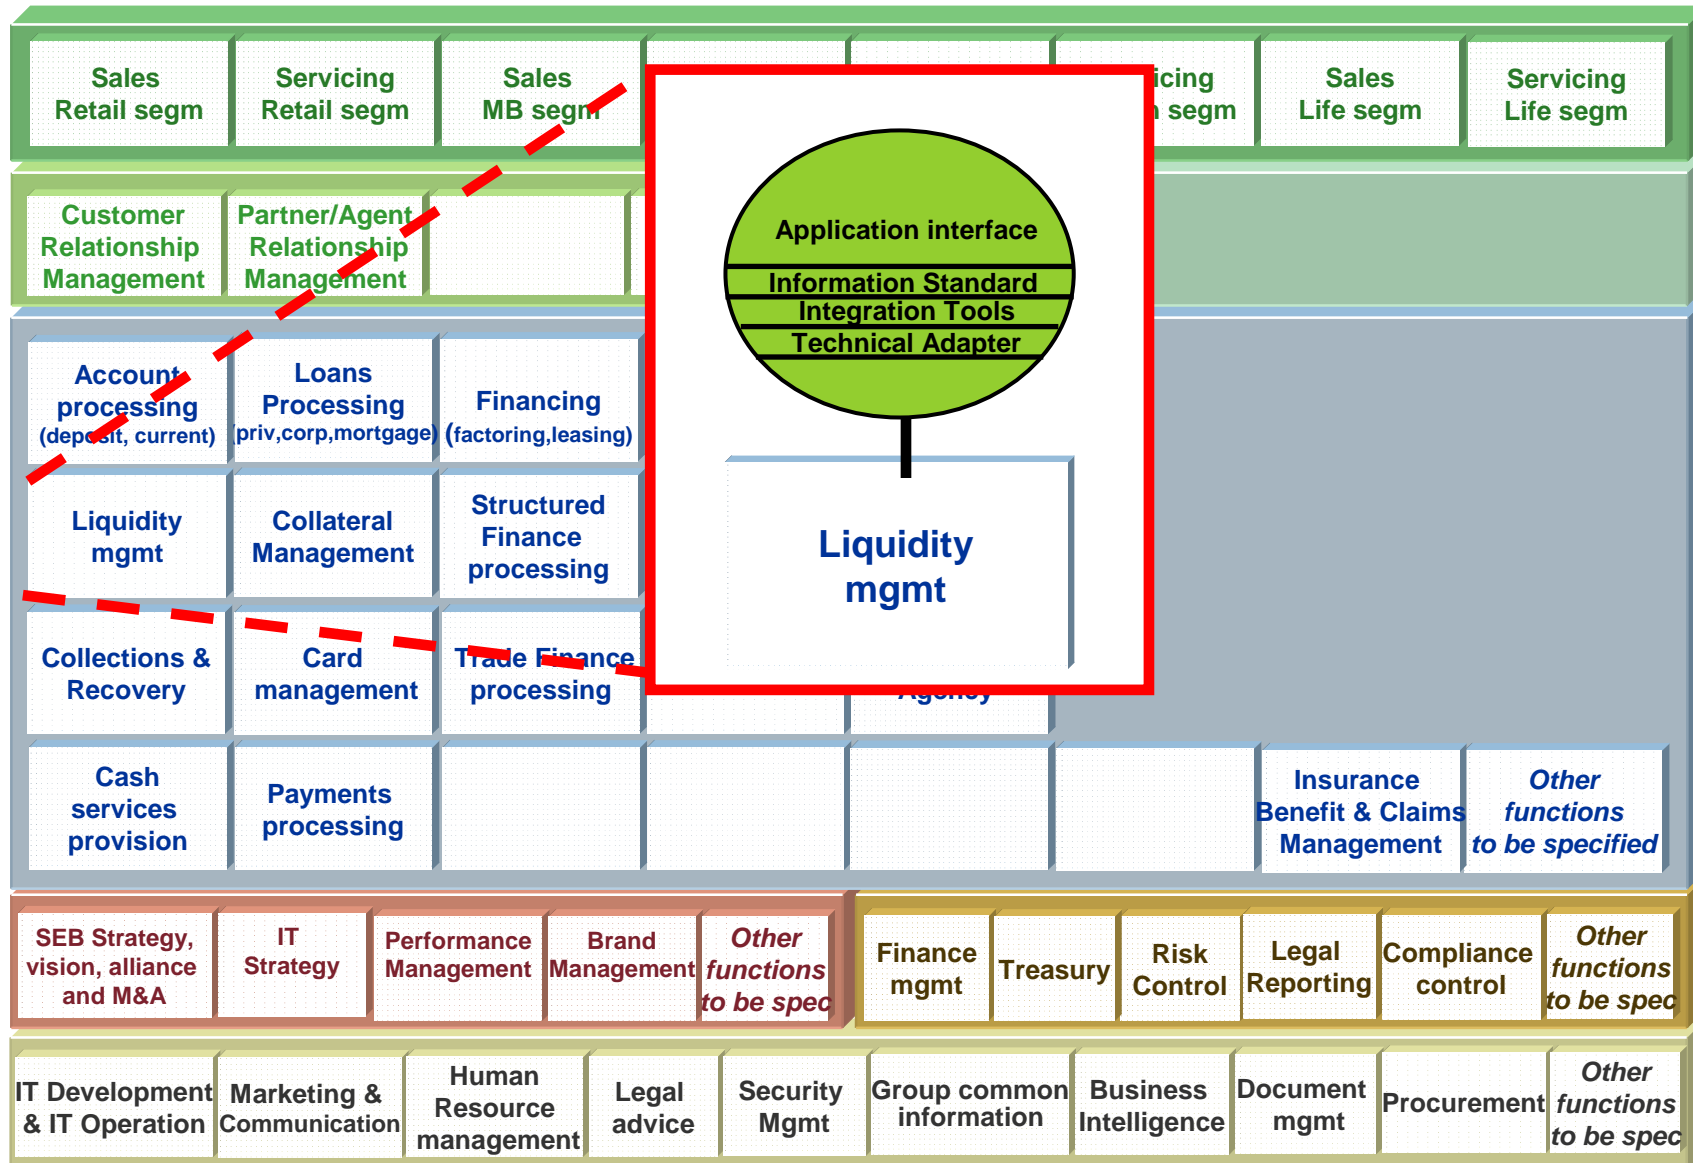 Sales
Retail segm
Servicing
Retail segm
Sales
MB segm
icing
segm
Sales
Life segm
Servicing
Life segm
Customer
Relationship
Management
Partner/Agent
Relationship
Management
Application interface
Information Standard
Integration Tools
Technical Adapter
Liquidity
mgmt
Account
processing
(deposit, current)
Loans
Processing
(priv,corp,mortgage)
Financing
(factoring,leasing)
Liquidity
mgmt
Collateral
Management
Structured
Finance
processing
Collections &
Recovery
Card
management
Trade Finance
processing
Agency
Cash
services
provision
Payments
processing
Insurance
Benefit & Claims
Management
Other
functions
to be specified
SEB Strategy,
vision, alliance
and M&A
IT
Strategy
Performance
Management
Brand
Management
Other
functions
to be spec
Finance
mgmt
Treasury
Risk
Control
Legal
Reporting
Compliance
control
Other
functions
to be spec
IT Development
& IT Operation
Marketing &
Communication
Human
Resource
management
Legal
advice
Security
Mgmt
Group common
information
Business
Intelligence
Document
mgmt
Procurement
Other
functions
to be spec